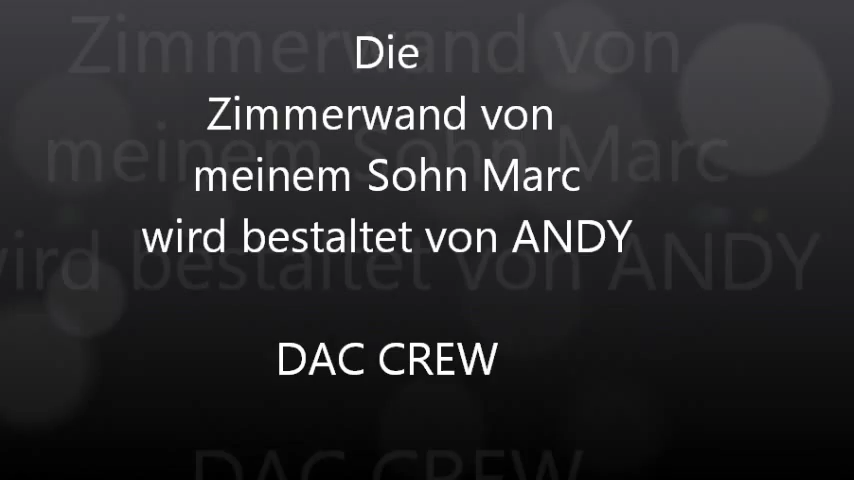 Die
Zimmerwand von
meinem Sohn Marc
wird bestaltet von ANDY
DAC CREW